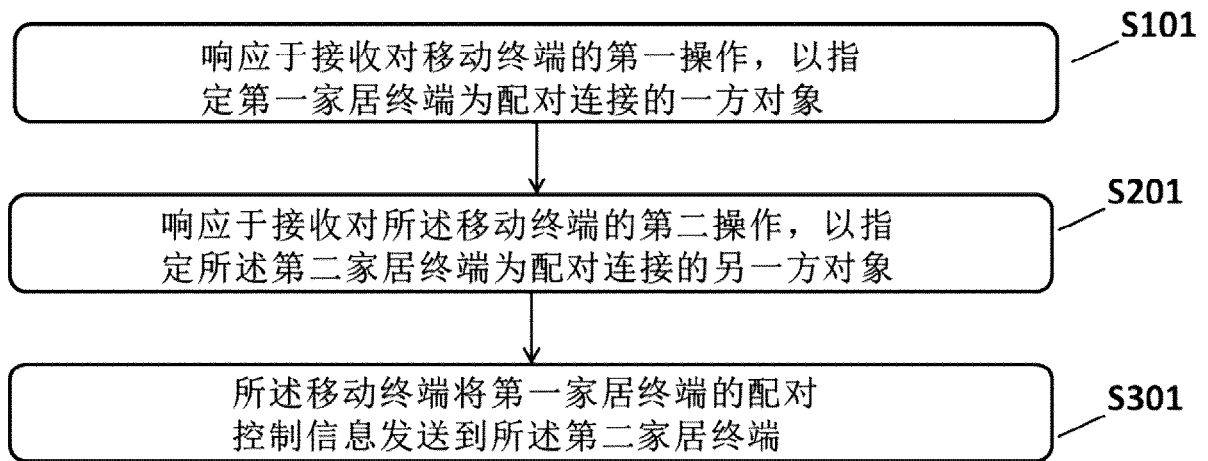 S101
响应于接收对移动终端的第一操作，以指
定第一家居终端为配对连接的一方对象
S201
响应于接收对所述移动终端的第二操作，以指
定所述第二家居终端为配对连接的另一方对象
所述移动终端将第一家居终端的配对
S301
控制信息发送到所述第二家居终端